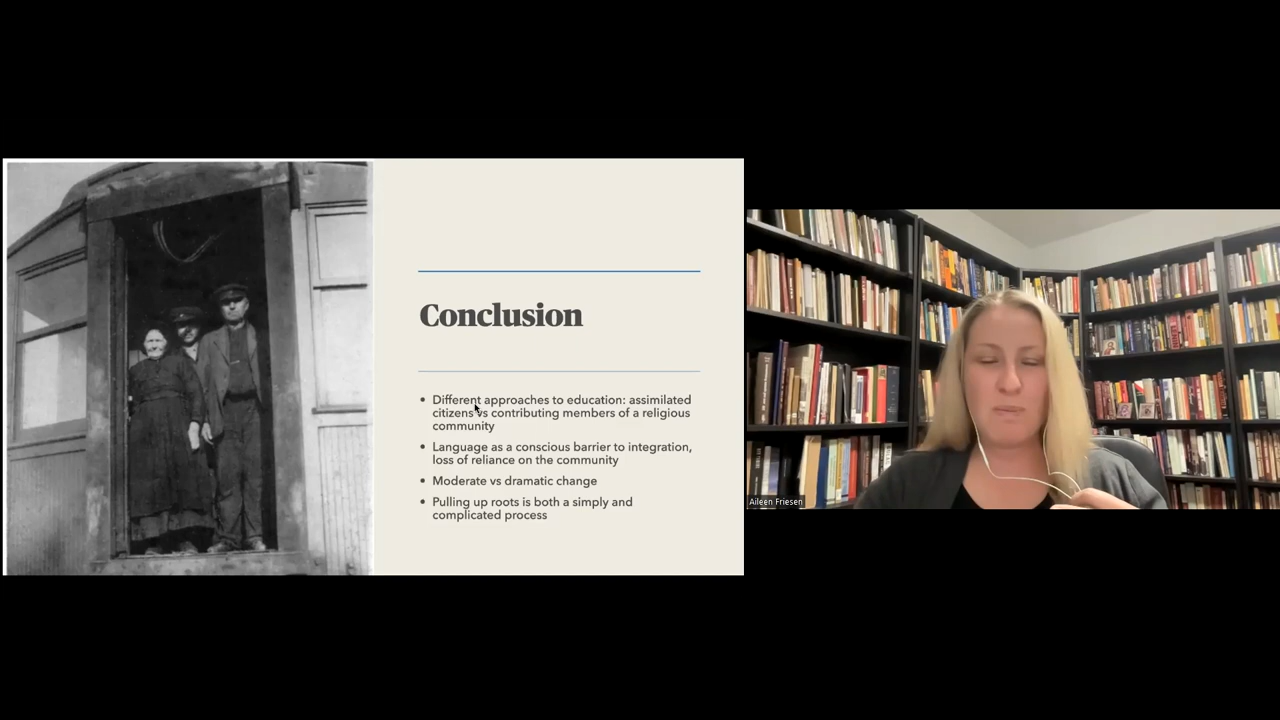 Conclusion
• Different approaches to education: assimilated
citizens vs contributing members of a religious
community
• Language as a conscious barrier to integration,
loss of reliance on the community
• Moderate vs dramatic change
• Pulling up roots is both a simply and
complicated process
Aileen Friesen